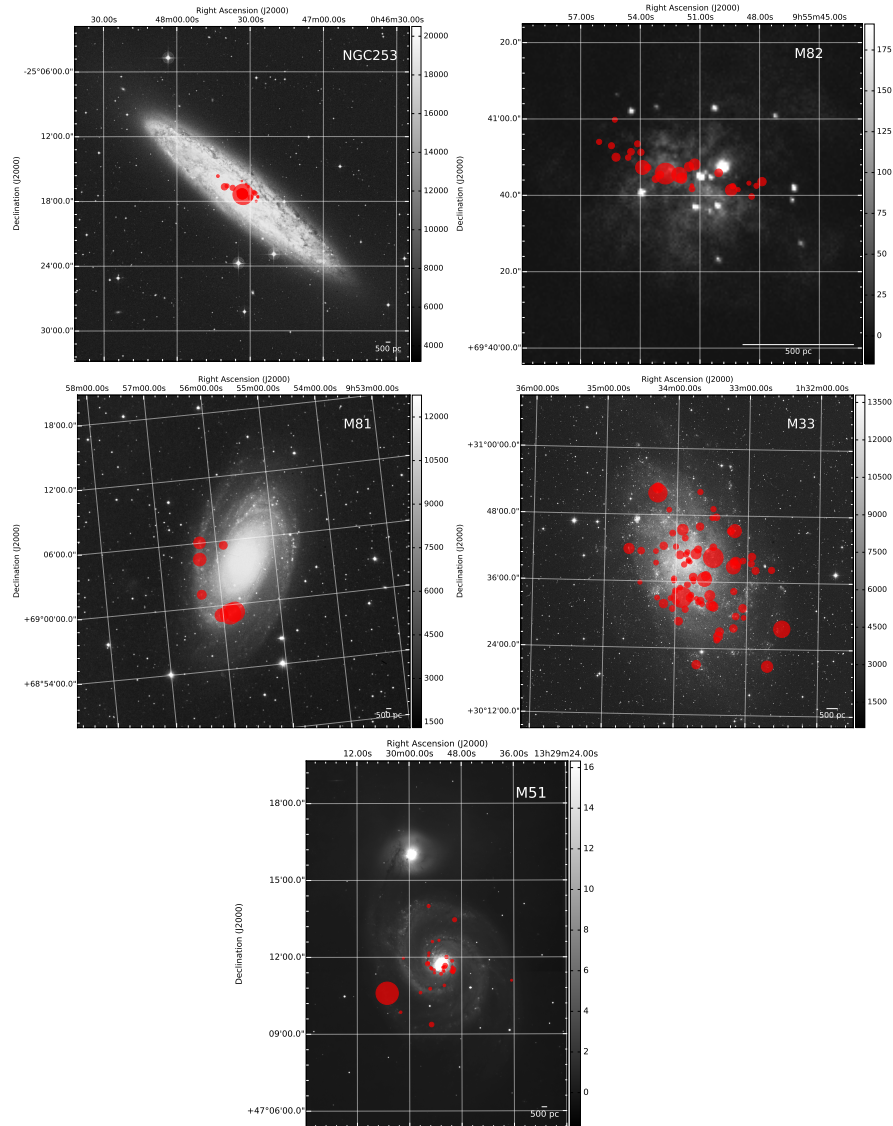 Right Ascension (J2000)
30.00s 48m00.00s 30.00s 47m00.00s 0h46m30.00s
NGC253
Declination (J2000)
-25°06'00.0"
12'00.0"
18'00.0"
24'00.0"
30'00.0"
500 pc
20000
18000
16000
14000
12000
10000
8000
6000
4000
Right Ascension (J2000)
57.00s 54.00s 51.00s 48.00s 9h55m45.00s
M82
Declination (J2000)
20.0"
41'00.0"
40.0"
20.0"
+69°40'00.0"
500 pc
175
150
125
100
75
50
25
0
Right Ascension (J2000)
58m00.00s 57m00.00s 56m00.00s 55m00.00s 54m00.00s 9h53m00.00s
M81
Declination (J2000)
18'00.0"
12'00.0"
06'00.0"
+69°00'00.0"
+68°54'00.0"
500 pc
12000
10500
9000
7500
6000
4500
3000
1500
Right Ascension (J2000)
36m00.00s 35m00.00s 34m00.00s 33m00.00s 1h32m00.00s
M33
Declination (J2000)
+31°00'00.0"
48'00.0"
36'00.0"
24'00.0"
+30°12'00.0"
500 pc
13500
12000
10500
9000
7500
6000
4500
3000
1500
Right Ascension (J2000)
12.00s 30m00.00s 48.00s 36.00s 13h29m24.00s
M51
Declination (J2000)
18'00.0"
15'00.0"
12'00.0"
09'00.0"
+47°06'00.0"
500 pc
16
14
12
10
8
6
4
2
0